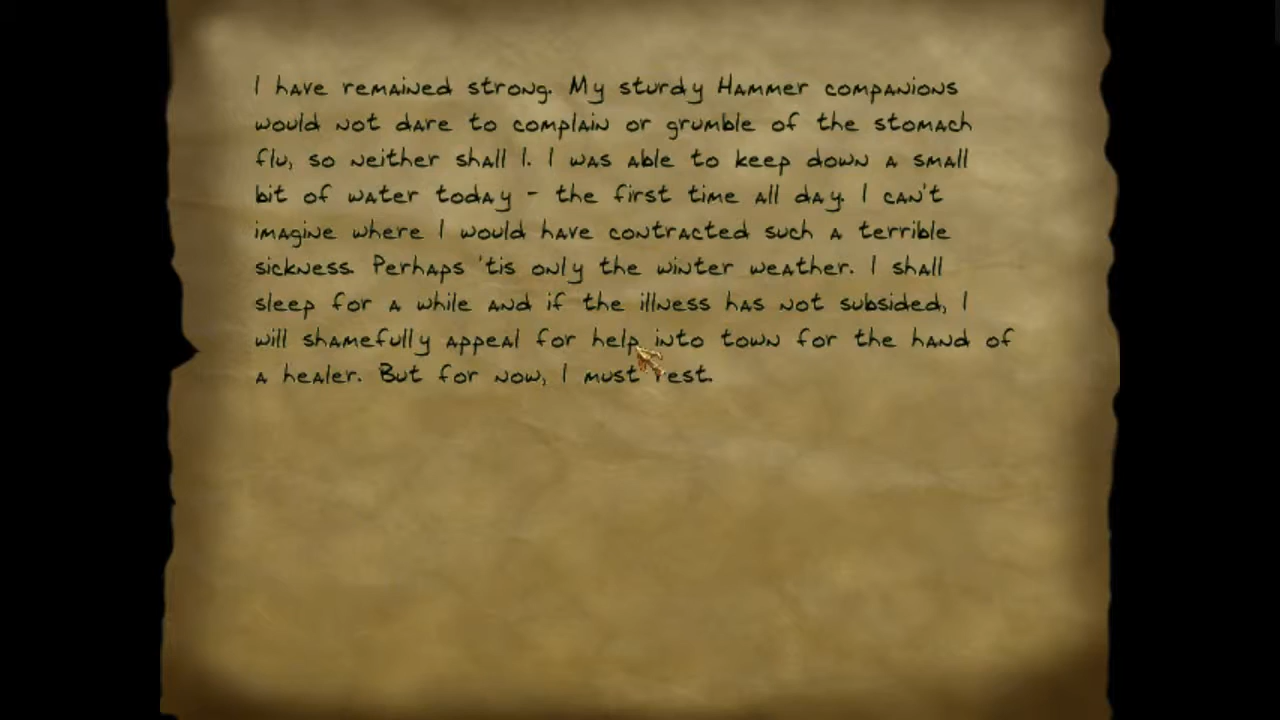 I have remained strong. My sturdy Hammer companions
would not dare to complain or grumble of the stomach
flu, so neither shall I. I was able to keep down a small
bit of water today - the first time all day. I can't
imagine where I would have contracted such a terrible
sickness. Perhaps 'tis only the winter weather. I shall
sleep for a while and if the illness has not subsided, I
will shamefully appeal for help into town for the hand of
a healer. But for now, I must rest.